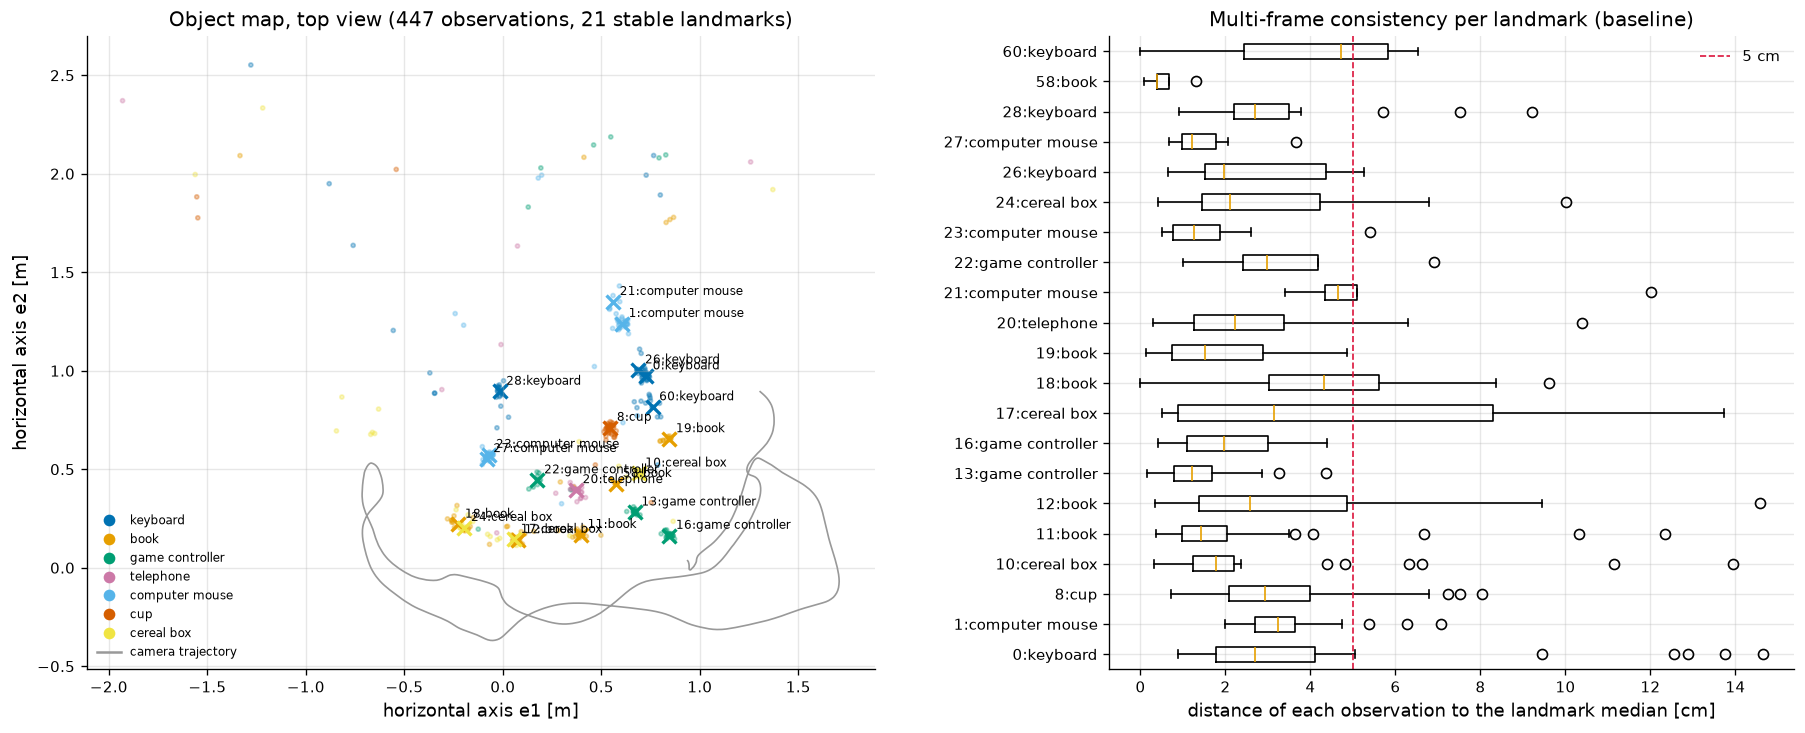 Object map, top view (447 observations, 21 stable landmarks)
2.5
2.0
1.5
1.0
0.5
0.0
−0.5
−2.0
−1.5
−1.0
−0.5
0.0
0.5
1.0
1.5
horizontal axis e2 [m]
horizontal axis e1 [m]
21:computer mouse
1:computer mouse
26:keyboard
0:keyboard
28:keyboard
60:keyboard
8:cup
19:book
23:computer mouse
27:computer mouse
10:cereal box
22:game controller
58:book
20:telephone
13:game controller
18:book
24:cereal box
11:book
17:cereal box
12:book
16:game controller
keyboard
book
game controller
telephone
computer mouse
cup
cereal box
camera trajectory
Multi-frame consistency per landmark (baseline)
5 cm
60:keyboard
58:book
28:keyboard
27:computer mouse
26:keyboard
24:cereal box
23:computer mouse
22:game controller
21:computer mouse
20:telephone
19:book
18:book
17:cereal box
16:game controller
13:game controller
12:book
11:book
10:cereal box
8:cup
1:computer mouse
0:keyboard
0
2
4
6
8
10
12
14
distance of each observation to the landmark median [cm]